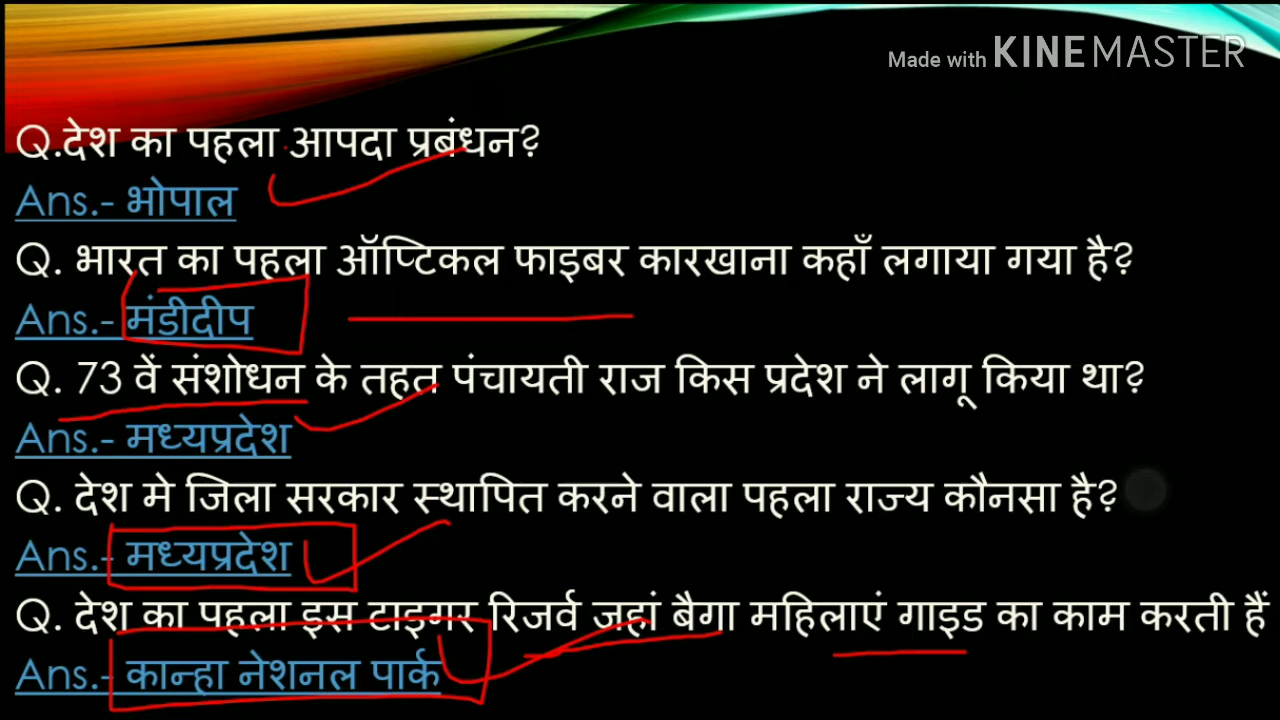 Made with KINEMASTER
Q.देश का पहला आपदा प्रबंधन?
Ans.- भोपाल
Q. भारत का पहला ऑप्टिकल फाइबर कारखाना कहाँ लगाया गया है?
Ans.- मंडीदीप
Q. 73 वें संशोधन के तहत पंचायती राज किस प्रदेश ने लागू किया था?
Ans.- मध्यप्रदेश
Q. देश मे जिला सरकार स्थापित करने वाला पहला राज्य कौनसा है?
Ans.- मध्यप्रदेश
Q. देश का पहला इस टाइगर रिजर्व जहां बैगा महिलाएं गाइड का काम करती हैं
Ans.- कान्हा नेशनल पार्क